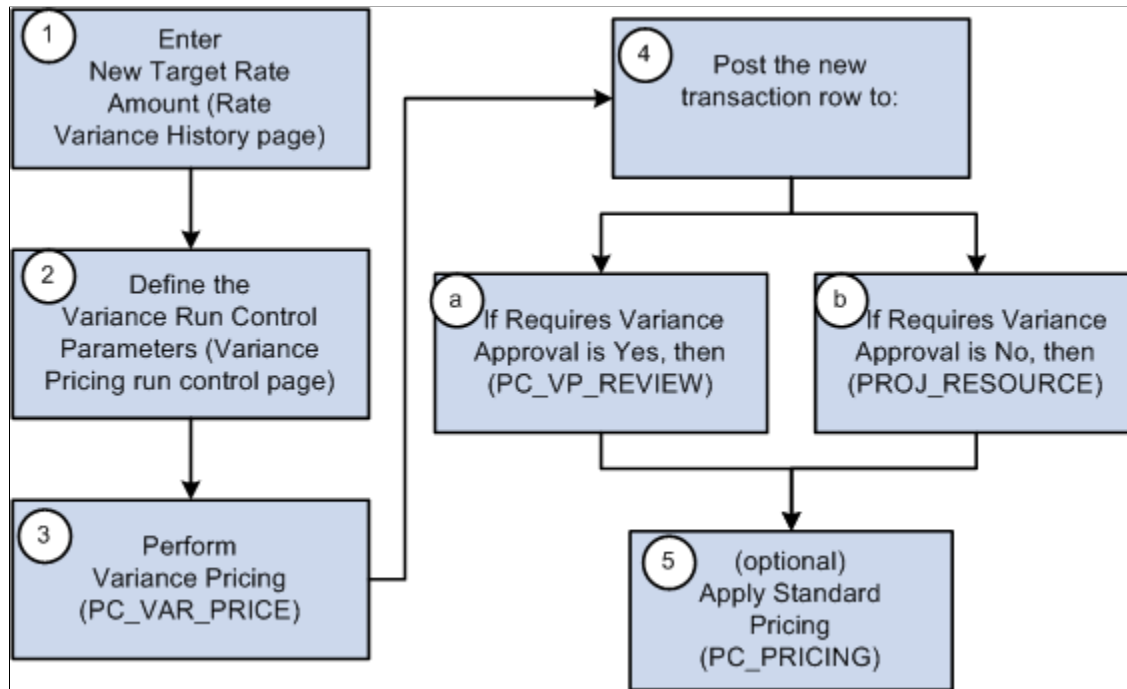 1
Enter
New Target Rate
Amount (Rate
Variance History page)
2
Define the
Variance Run Control
Parameters (Variance
Pricing run control page)
3
Perform
Variance Pricing
(PC_VAR_PRICE)
4
Post the new
transaction row to:
a
If Requires Variance
Approval is Yes, then
(PC_VP_REVIEW)
b
If Requires Variance
Approval is No, then
(PROJ_RESOURCE)
5
(optional)
Apply Standard
Pricing
(PC_PRICING)